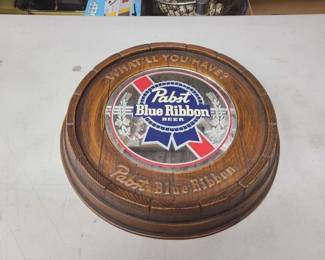 WHAT'LL YOU HAVE?
Pabst
Blue Ribbon
BEER
Pabst Blue Ribbon